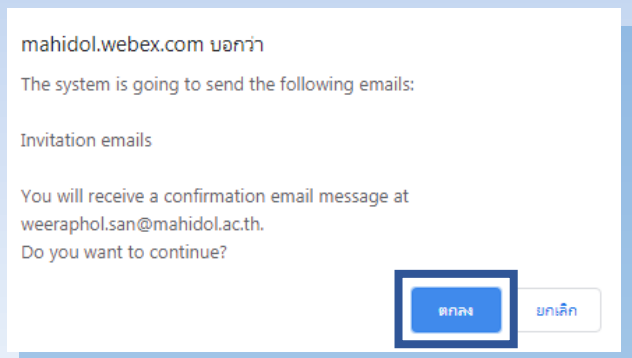 mahidol.webex.com บอกว่า
The system is going to send the following emails:
Invitation emails
You will receive a confirmation email message at
weeraphol.san@mahidol.ac.th.
Do you want to continue?
ตกลง ยกเลิก